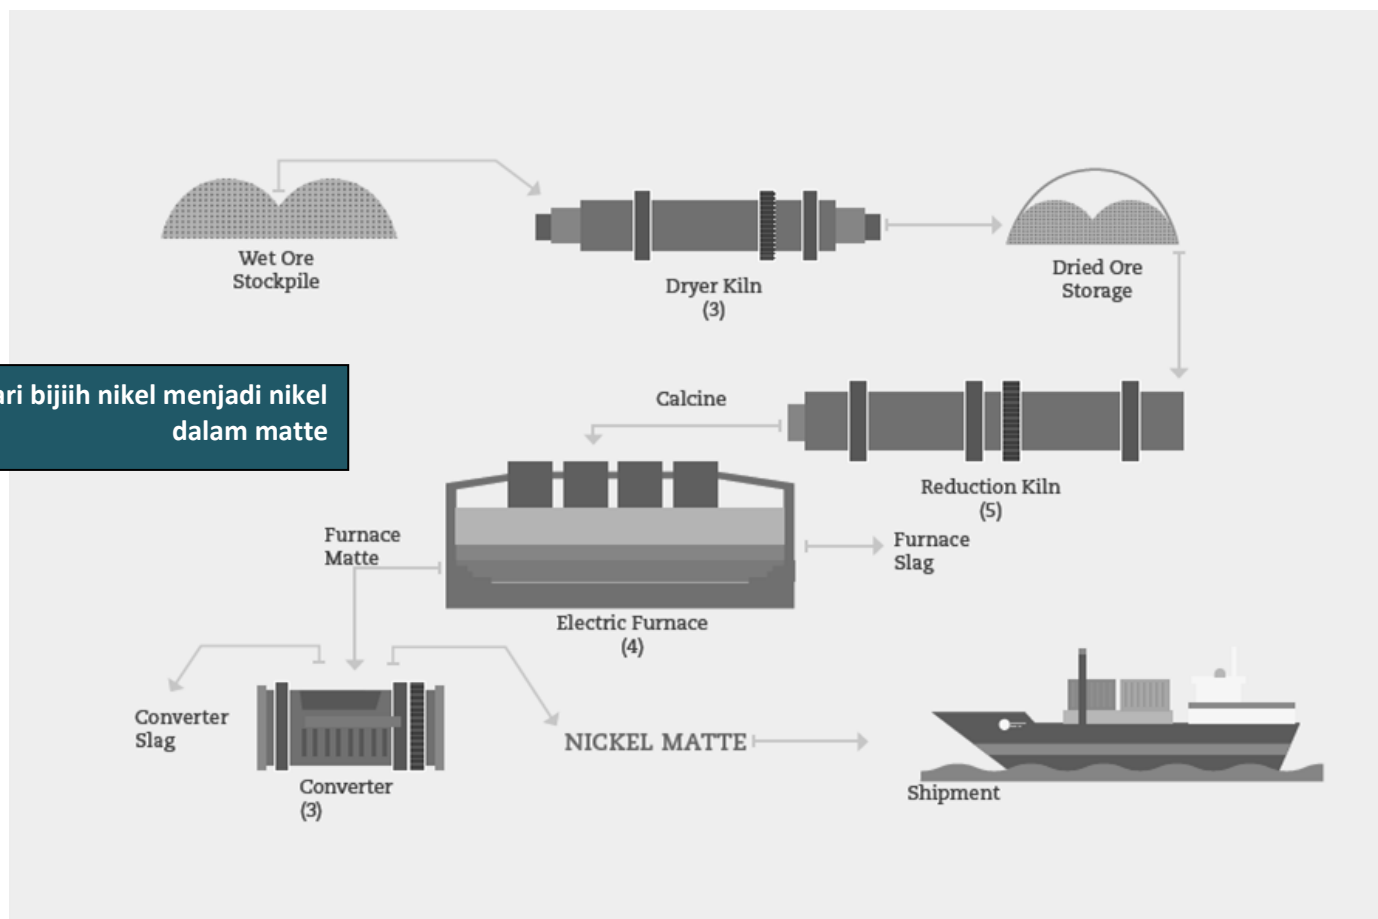 Wet Ore
Stockpile
Dryer Kiln
(3)
Dried Ore
Storage
ari bijiih nikel menjadi nikel
dalam matte
Calcine
Reduction Kiln
(5)
Furnace
Matte
Furnace
Slag
Electric Furnace
(4)
Converter
Slag
NICKEL MATTE
Converter
(3)
Shipment